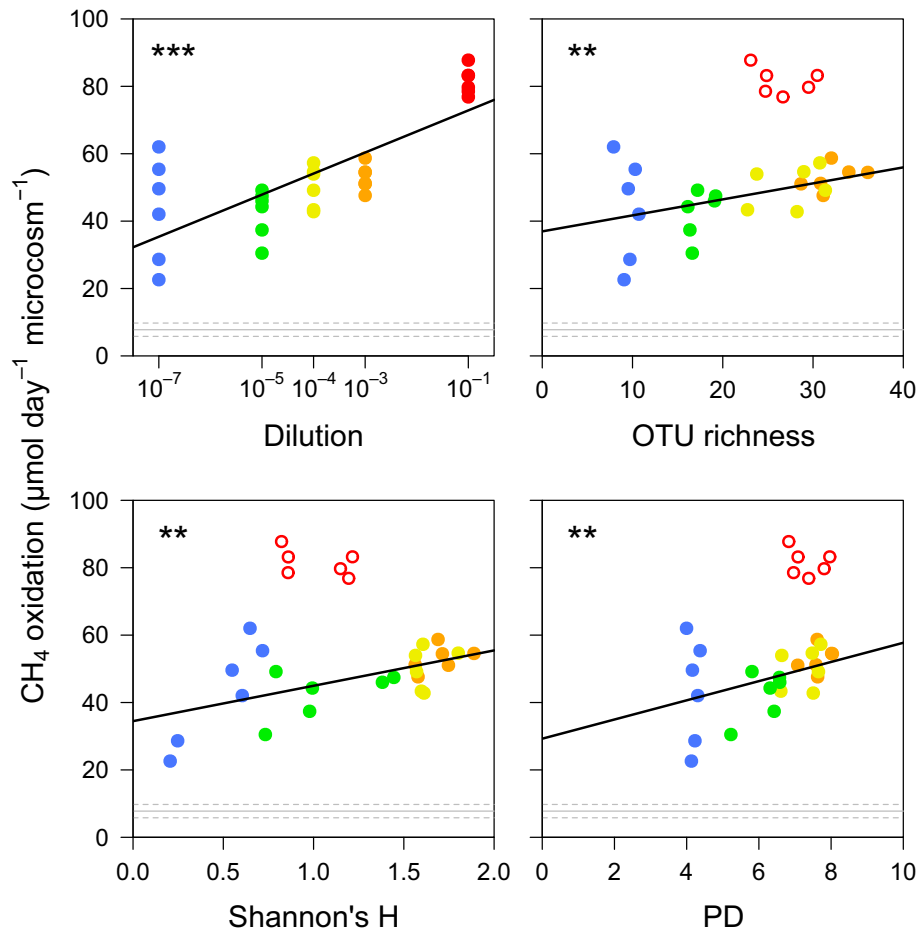 CH₄ oxidation (µmol day⁻¹ microcosm⁻¹)
100
80
60
40
20
0
***
10⁻⁷ 10⁻⁵ 10⁻⁴ 10⁻³ 10⁻¹
Dilution
**
0 10 20 30 40
OTU richness
100
80
60
40
20
0
**
0.0 0.5 1.0 1.5 2.0
Shannon's H
**
0 2 4 6 8 10
PD